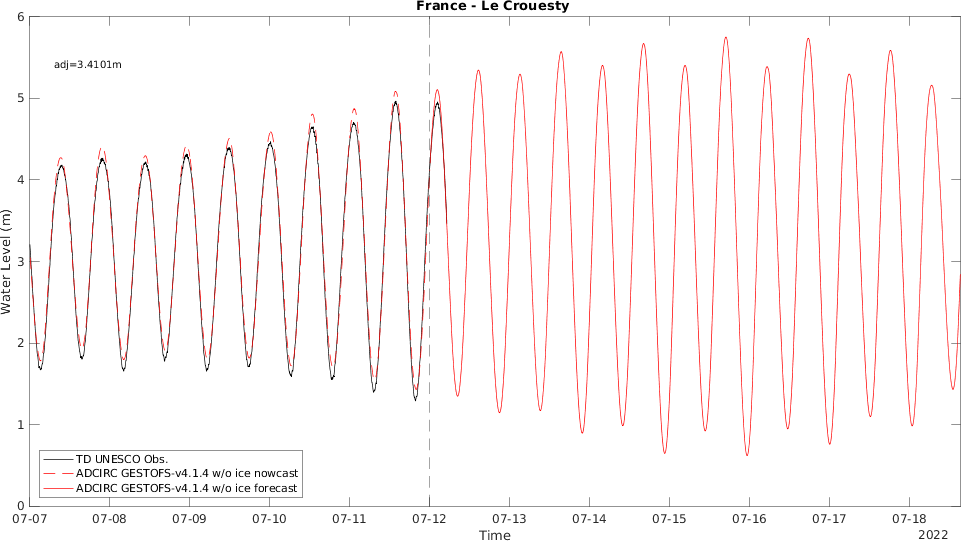 France - Le Crouesty
adj=3.4101m
Water Level (m)
6
5
4
3
2
1
0
TD UNESCO Obs.
ADCIRC GESTOFS-v4.1.4 w/o ice nowcast
ADCIRC GESTOFS-v4.1.4 w/o ice forecast
07-07 07-08 07-09 07-10 07-11 07-12 07-13 07-14 07-15 07-16 07-17 07-18
Time
2022